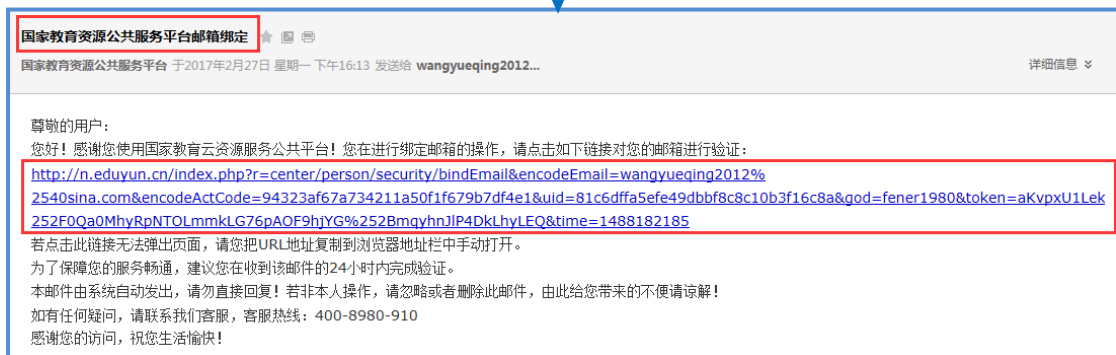 国家教育资源公共服务平台邮箱绑定
国家教育资源公共服务平台 于2017年2月27日 星期一 下午16:13 发送给 wangyueqing2012... 详细信息
尊敬的用户：
您好！感谢您使用国家教育云资源服务公共平台！您在进行绑定邮箱的操作，请点击如下链接对您的邮箱进行验证：
http://n.eduyun.cn/index.php?r=center/person/security/bindEmail&encodeEmail=wangyueqing2012%
2540sina.com&encodeActCode=94323af67a734211a50f1f679b7df4e1&uid=81c6dffa5efe49dbbf8c8c10b3f16c8a&god=fener1980&token=aKvpxU1Lek
252F0Qa0MhyRpNTOLmmkLG76pAOF9hjYG%252BmqyhnJlP4DkLhyLEQ&time=1488182185
若点击此链接无法弹出页面，请您把URL地址复制到浏览器地址栏中手动打开。
为了保障您的服务畅通，建议您在收到该邮件的24小时内完成验证。
本邮件由系统自动发出，请勿直接回复！若非本人操作，请您忽略或者删除此邮件，由此给您带来的不便请谅解！
如有任何疑问，请联系我们客服，客服热线：400-8980-910
感谢您的访问，祝您生活愉快！